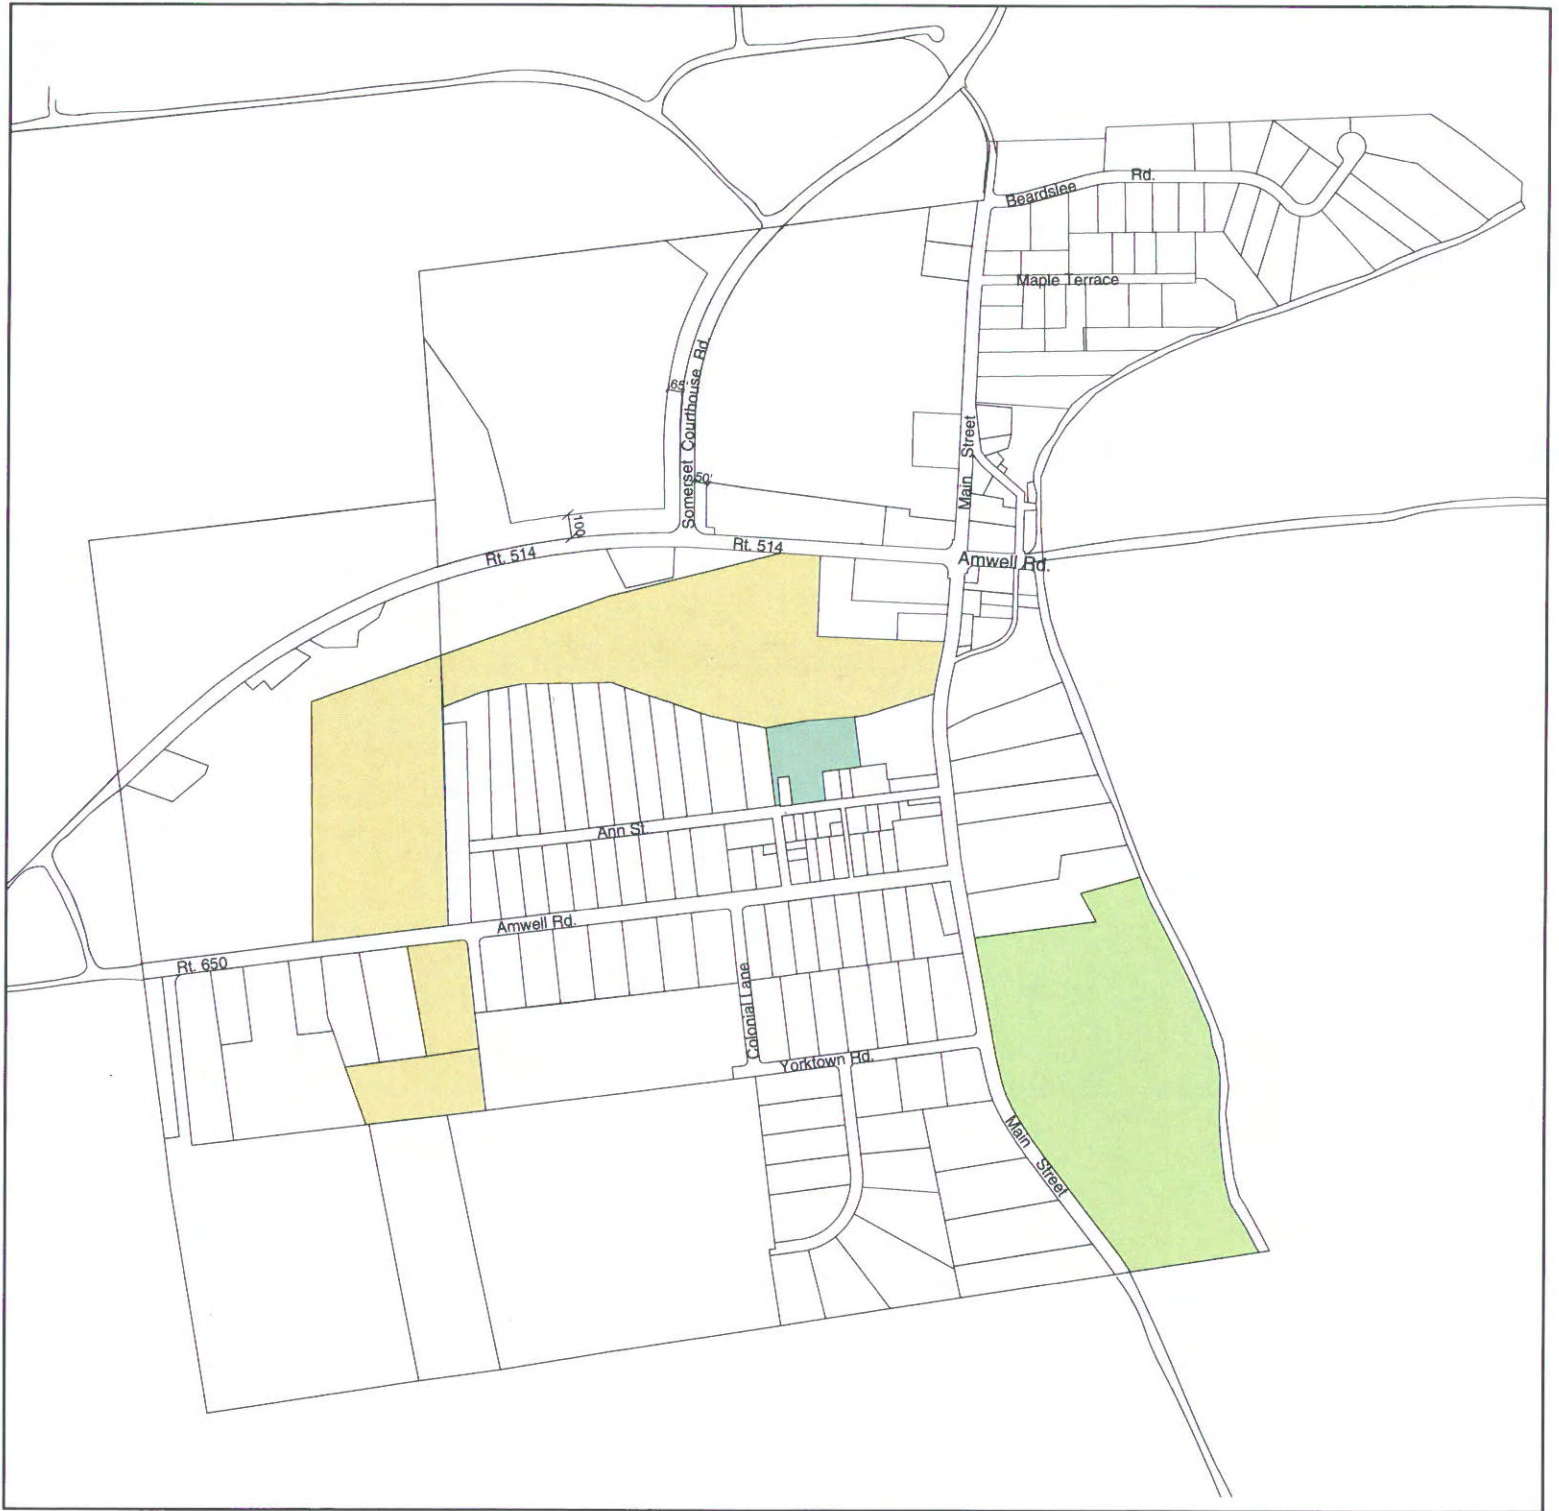 Beardslee Rd.
Maple Terrace
Somerset Courthouse Rd.
65'
50'
100'
Main Street
Rt. 514
Rt. 514
Amwell Rd.
Ann St.
Amwell Rd.
Rt. 650
Colonial Lane
Yorktown Rd.
Main Street